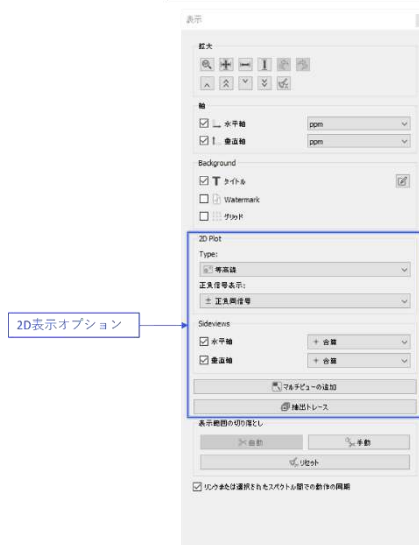 表示
拡大
軸
水平軸 ppm
垂直軸 ppm
Background
タイトル
Watermark
グリッド
2D Plot
Type:
等高線
正負信号表示:
± 正負両信号
2D表示オプション
Sideviews
水平軸 + 合算
垂直軸 + 合算
マルチビューの追加
抽出トレース
表示範囲の切り落とし
自動 手動
リセット
リンクまたは選択されたスペクトル間での動作の同期